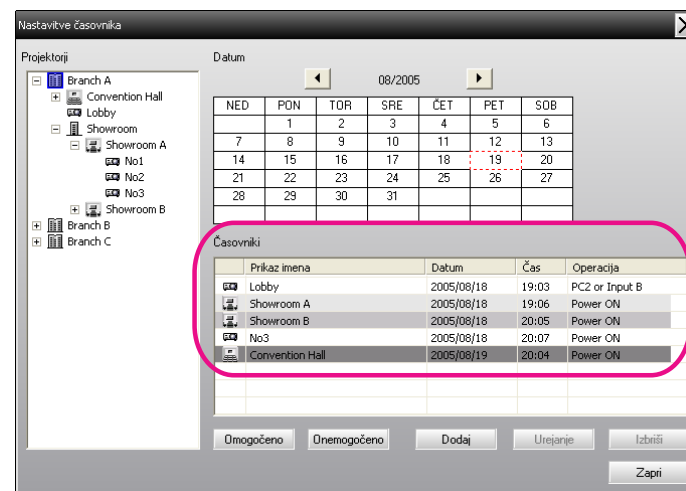 Nastavitve časovnika
Projektorji
Branch A
Convention Hall
Lobby
Showroom
Showroom A
No1
No2
No3
Showroom B
Branch B
Branch C
Datum
08/2005
NED PON TOR SRE ČET PET SOB
1 2 3 4 5 6
7 8 9 10 11 12 13
14 15 16 17 18 19 20
21 22 23 24 25 26 27
28 29 30 31
Časovniki
Prikaz imena Datum Čas Operacija
Lobby 2005/08/18 19:03 PC2 or Input B
Showroom A 2005/08/18 19:06 Power ON
Showroom B 2005/08/18 20:05 Power ON
No3 2005/08/18 20:07 Power ON
Convention Hall 2005/08/19 20:04 Power ON
Omogočeno Onemogočeno Dodaj Urejanje Izbriši
Zapri